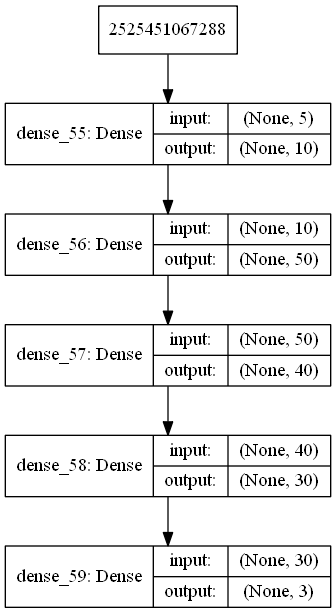 2525451067288
dense_55: Dense
input: (None, 5)
output: (None, 10)
dense_56: Dense
input: (None, 10)
output: (None, 50)
dense_57: Dense
input: (None, 50)
output: (None, 40)
dense_58: Dense
input: (None, 40)
output: (None, 30)
dense_59: Dense
input: (None, 30)
output: (None, 3)